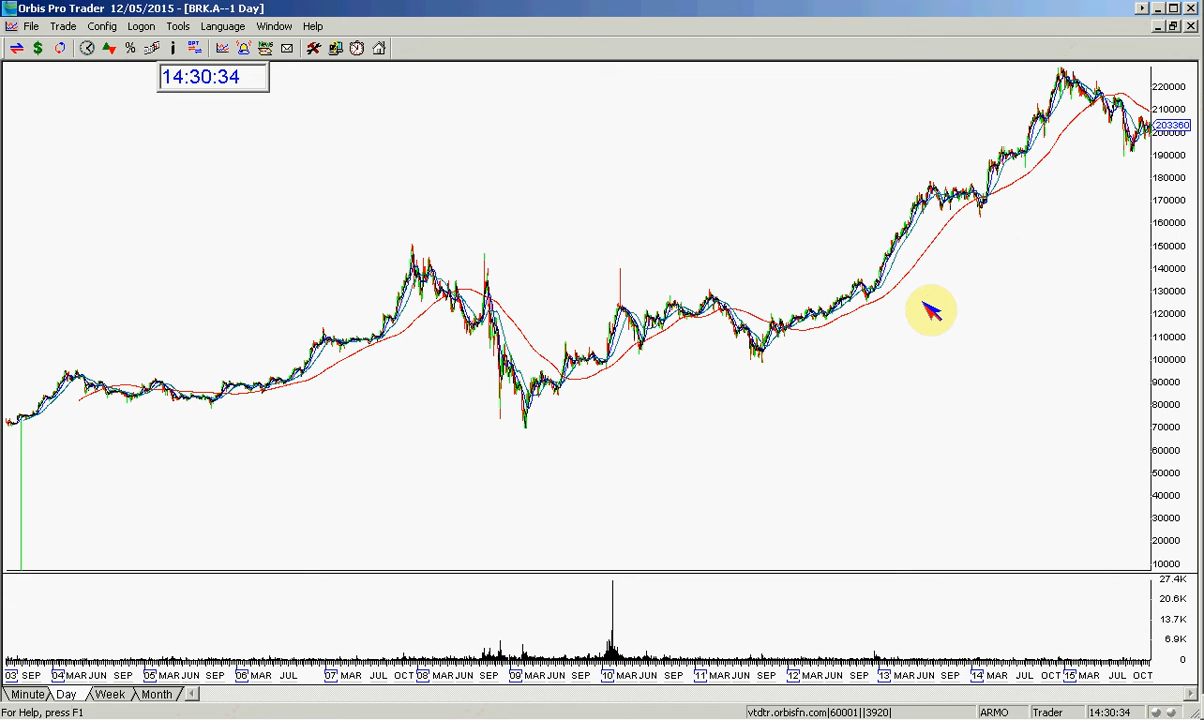 Orbis Pro Trader 12/05/2015 - [BRK.A--1 Day]
File Trade Config Logon Tools Language Window Help
14:30:34
220000
210000
203360
200000
190000
180000
170000
160000
150000
140000
130000
120000
110000
100000
90000
80000
70000
60000
50000
40000
30000
20000
10000
27.4K
20.6K
13.7K
6.9K
0
03 SEP 04 MAR JUN SEP 05 MAR JUN SEP 06 MAR JUN SEP 07 MAR JUL OCT 08 MAR JUN SEP 09 MAR JUN SEP 10 MAR JUN SEP 11 MAR JUN SEP 12 MAR JUN SEP 13 MAR JUN SEP 14 MAR JUL OCT 15 MAR JUL OCT
Minute Day Week Month
For Help, press F1 vtdtr.orbisfn.com|60001||3920| ARMO Trader 14:30:34